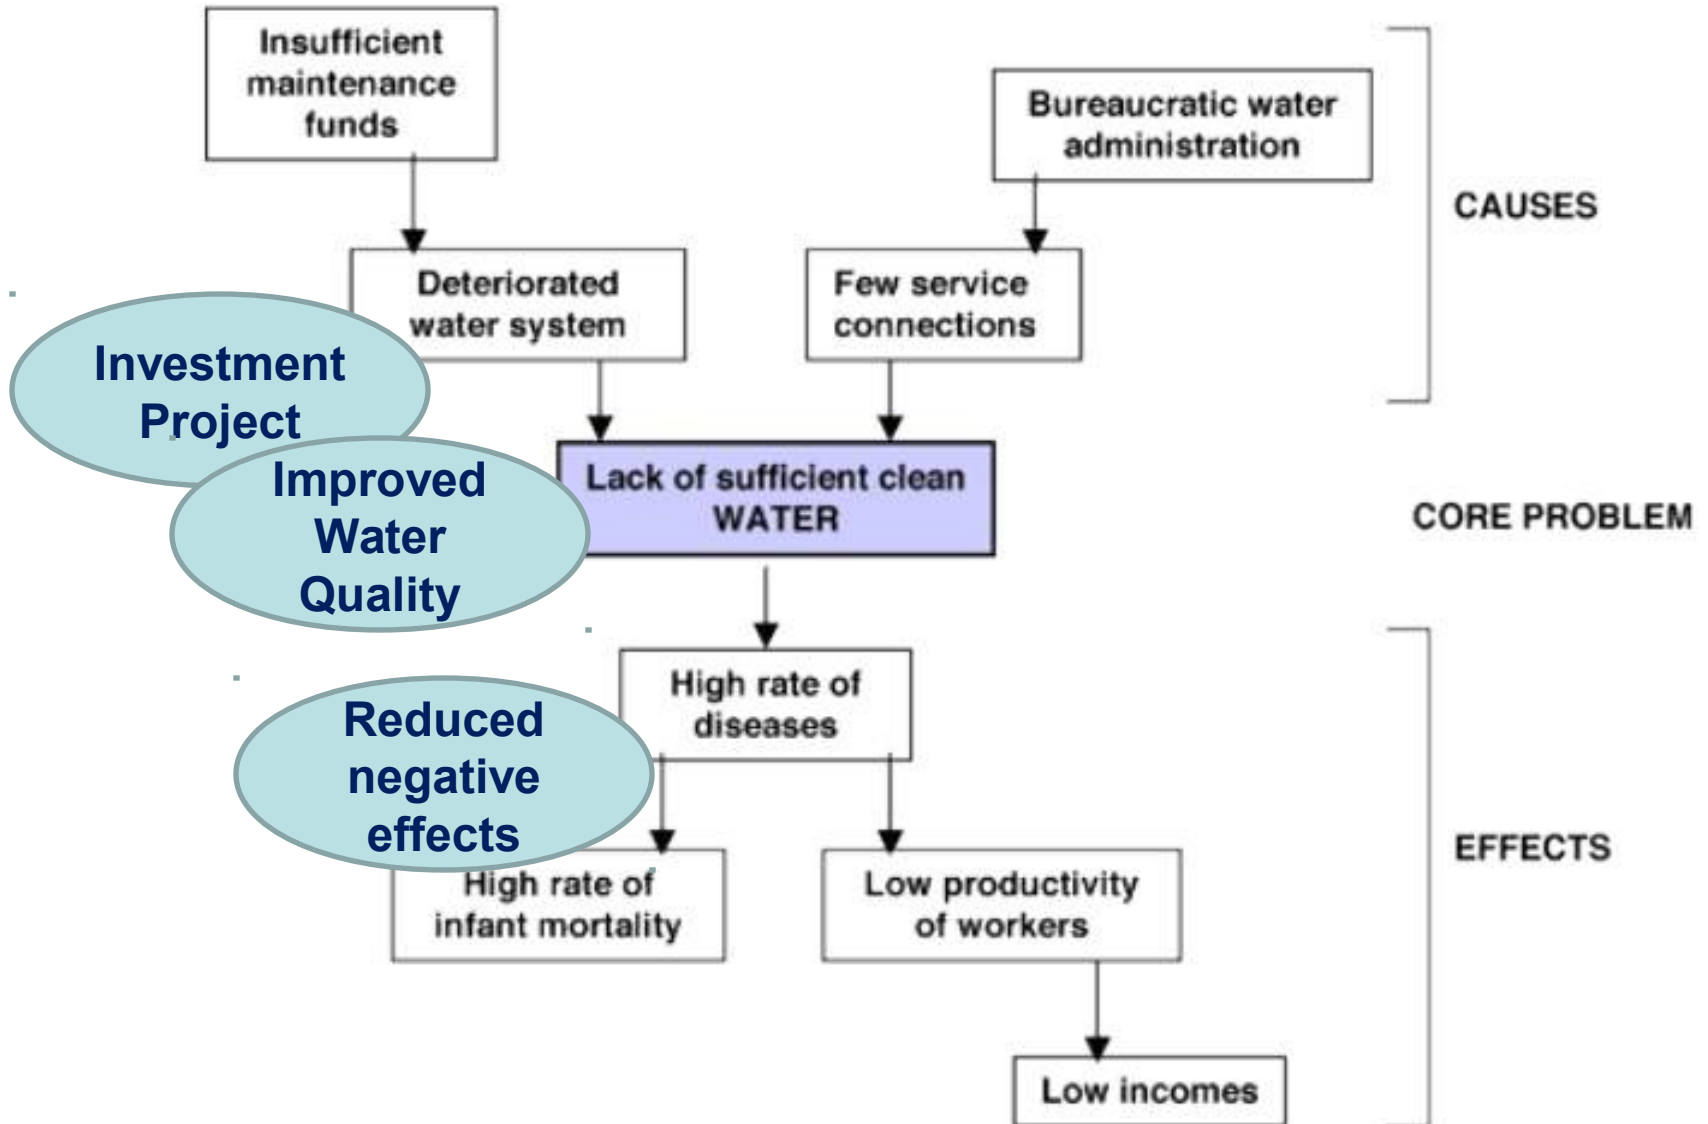 Insufficient
maintenance
funds
Bureaucratic water
administration
CAUSES
Deteriorated
water system
Few service
connections
Investment
Project
Improved
Water
Quality
Lack of sufficient clean
WATER
CORE PROBLEM
High rate of
diseases
Reduced
negative
effects
High rate of
infant mortality
Low productivity
of workers
EFFECTS
Low incomes